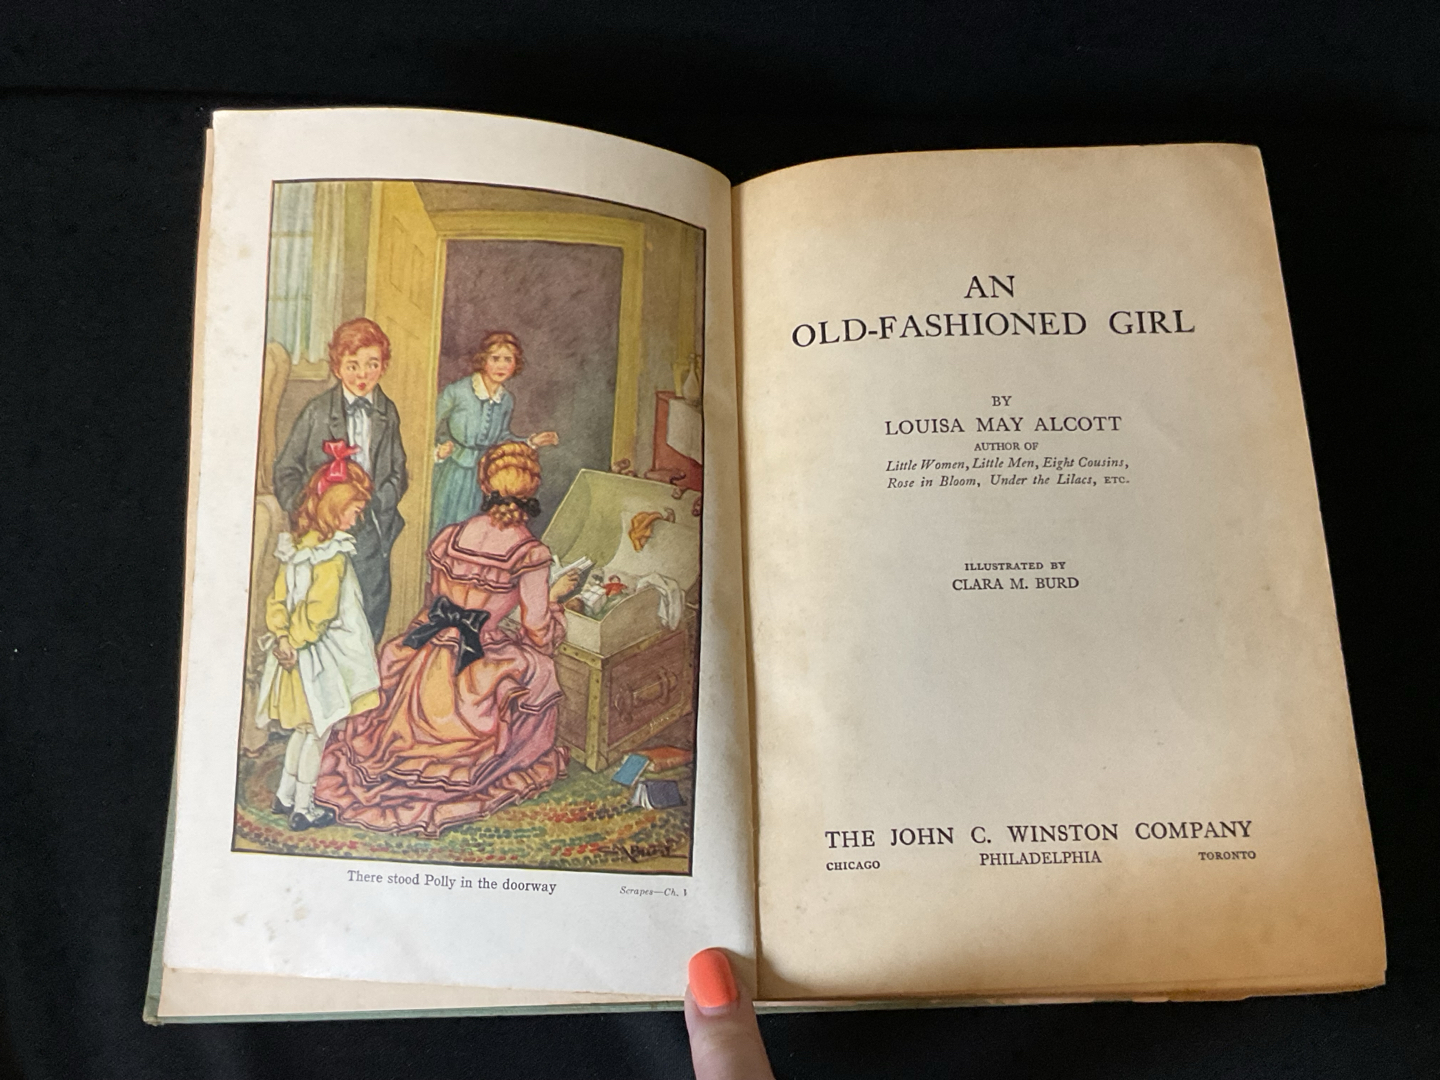 There stood Polly in the doorway
Scrapes—Ch. 1
AN
OLD-FASHIONED GIRL
BY
LOUISA MAY ALCOTT
AUTHOR OF
Little Women, Little Men, Eight Cousins,
Rose in Bloom, Under the Lilacs, ETC.
ILLUSTRATED BY
CLARA M. BURD
THE JOHN C. WINSTON COMPANY
CHICAGO PHILADELPHIA TORONTO